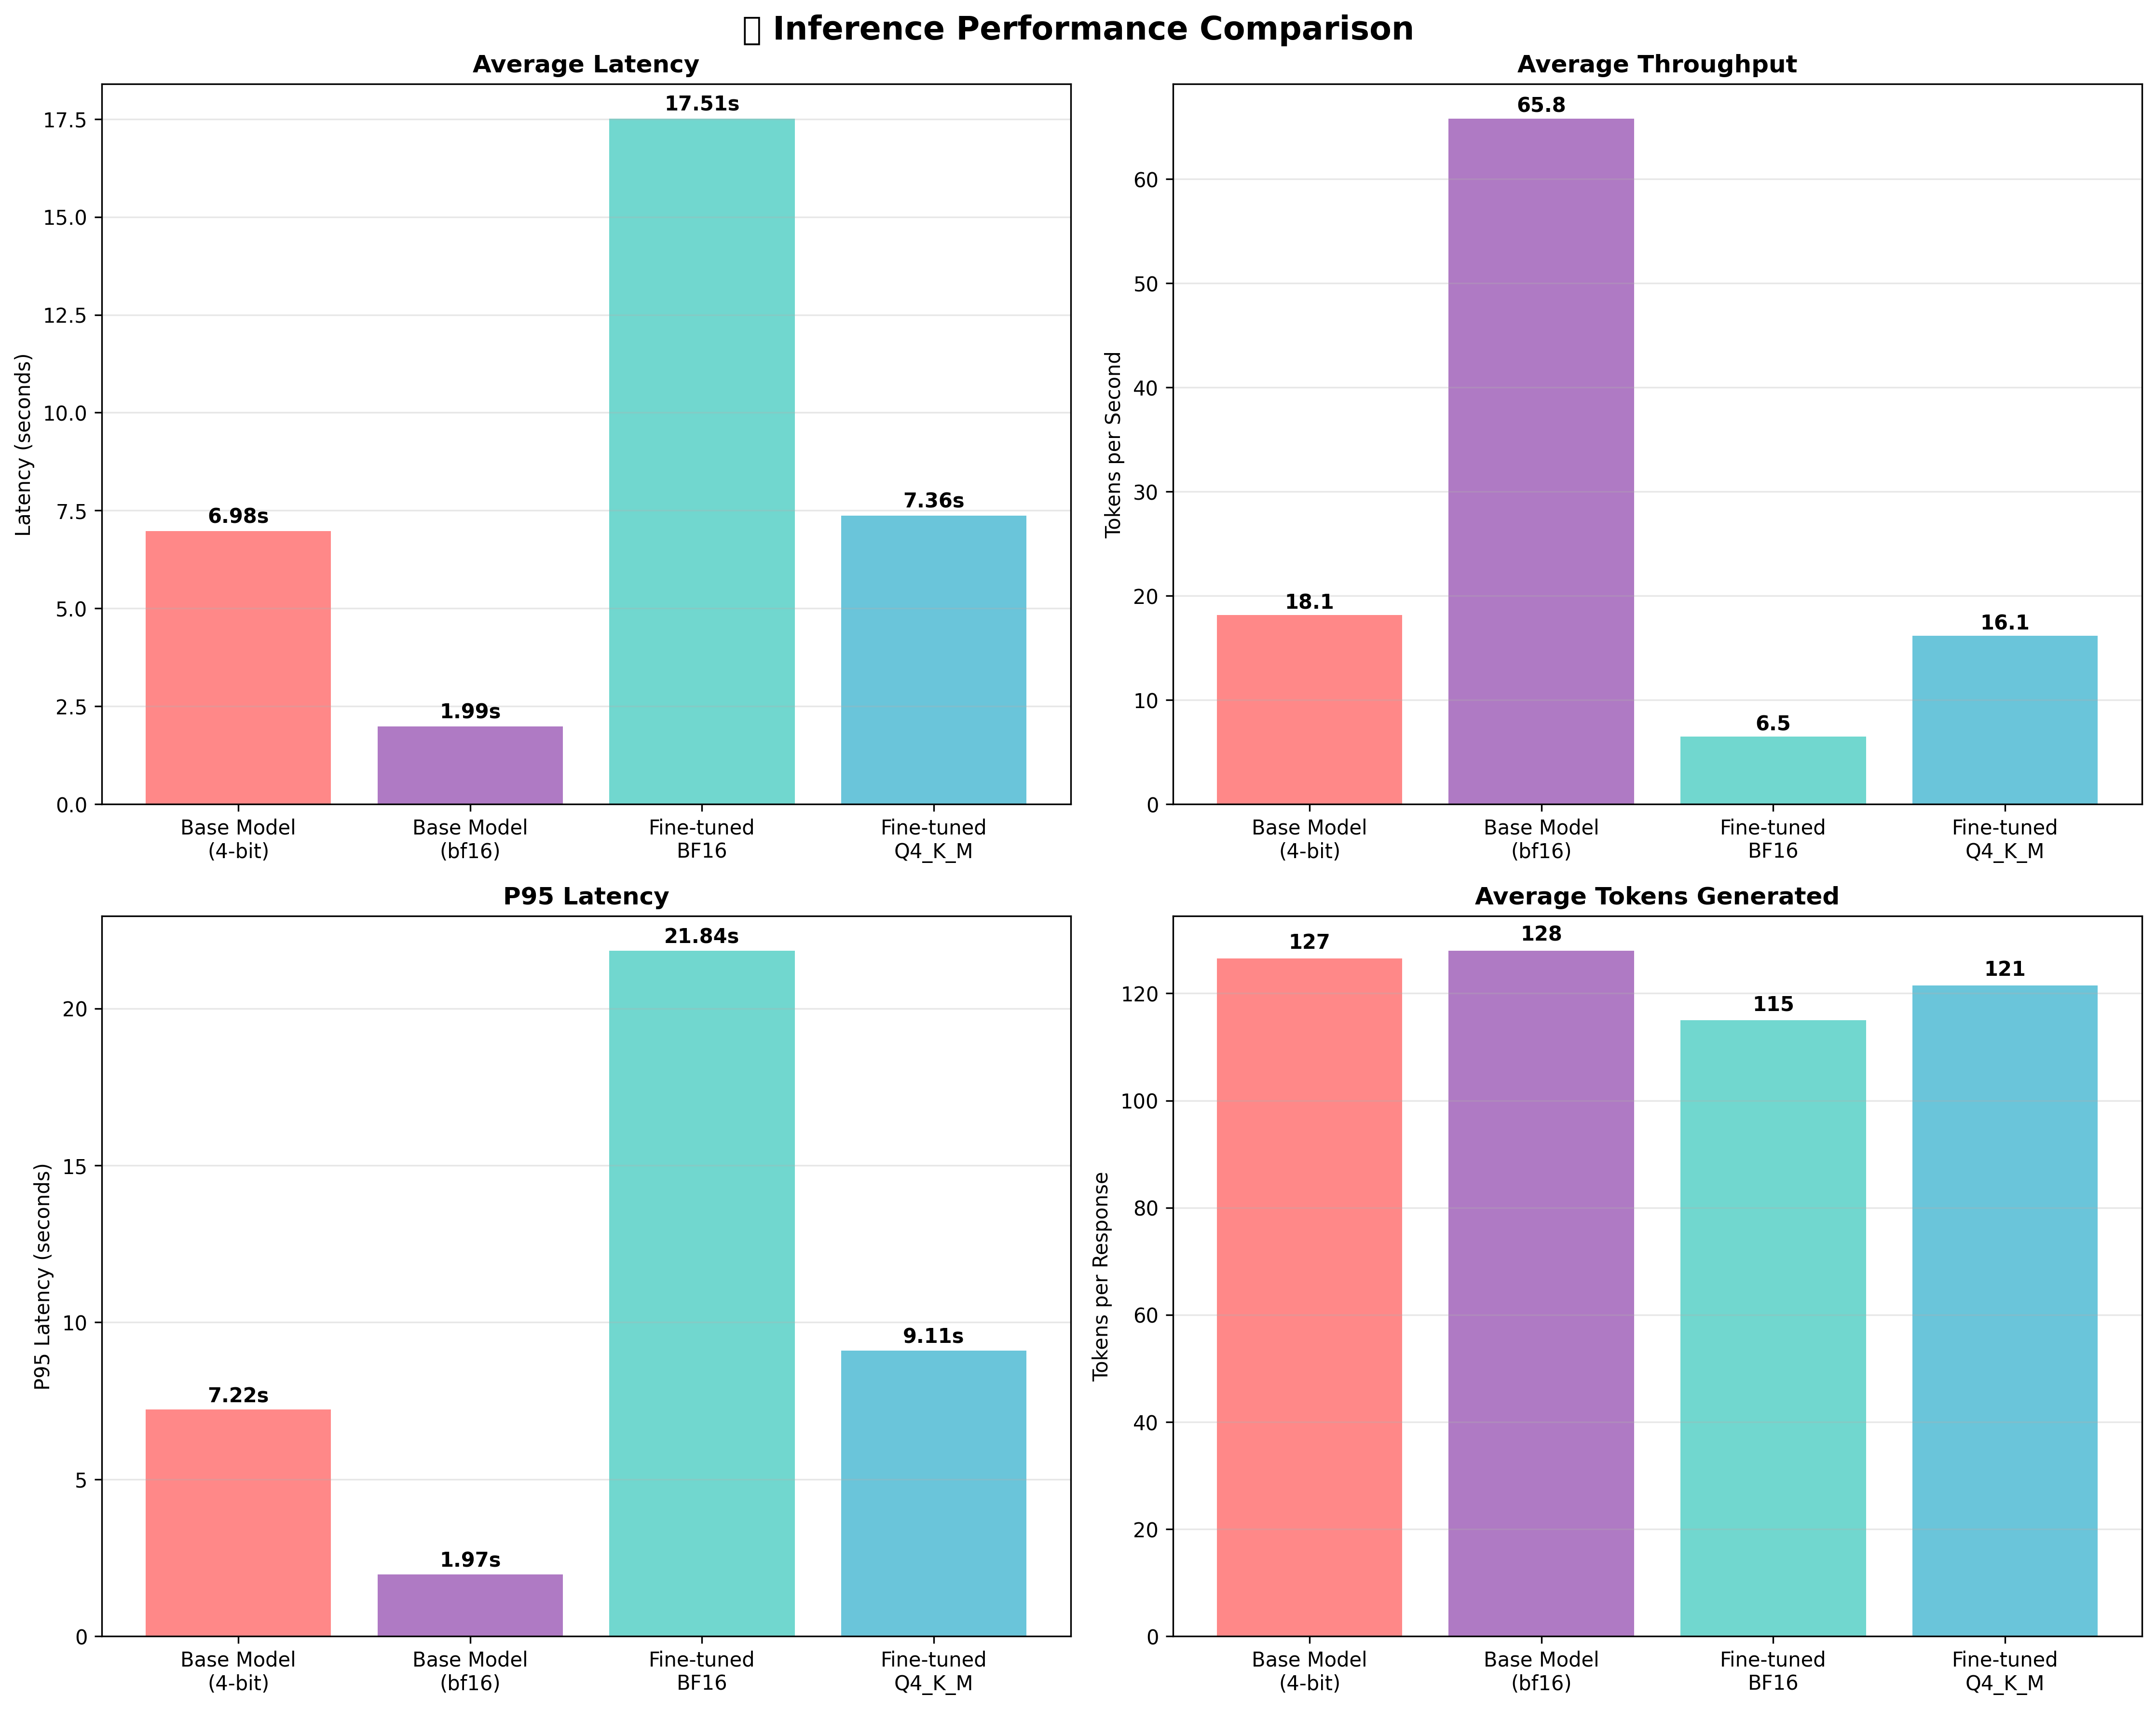 Inference Performance Comparison
Average Latency
Latency (seconds)
17.5
15.0
12.5
10.0
7.5
5.0
2.5
0.0
6.98s
1.99s
17.51s
7.36s
Base Model
(4-bit)
Base Model
(bf16)
Fine-tuned
BF16
Fine-tuned
Q4_K_M
Average Throughput
Tokens per Second
60
50
40
30
20
10
0
18.1
65.8
6.5
16.1
Base Model
(4-bit)
Base Model
(bf16)
Fine-tuned
BF16
Fine-tuned
Q4_K_M
P95 Latency
P95 Latency (seconds)
20
15
10
5
0
7.22s
1.97s
21.84s
9.11s
Base Model
(4-bit)
Base Model
(bf16)
Fine-tuned
BF16
Fine-tuned
Q4_K_M
Average Tokens Generated
Tokens per Response
120
100
80
60
40
20
0
127
128
115
121
Base Model
(4-bit)
Base Model
(bf16)
Fine-tuned
BF16
Fine-tuned
Q4_K_M